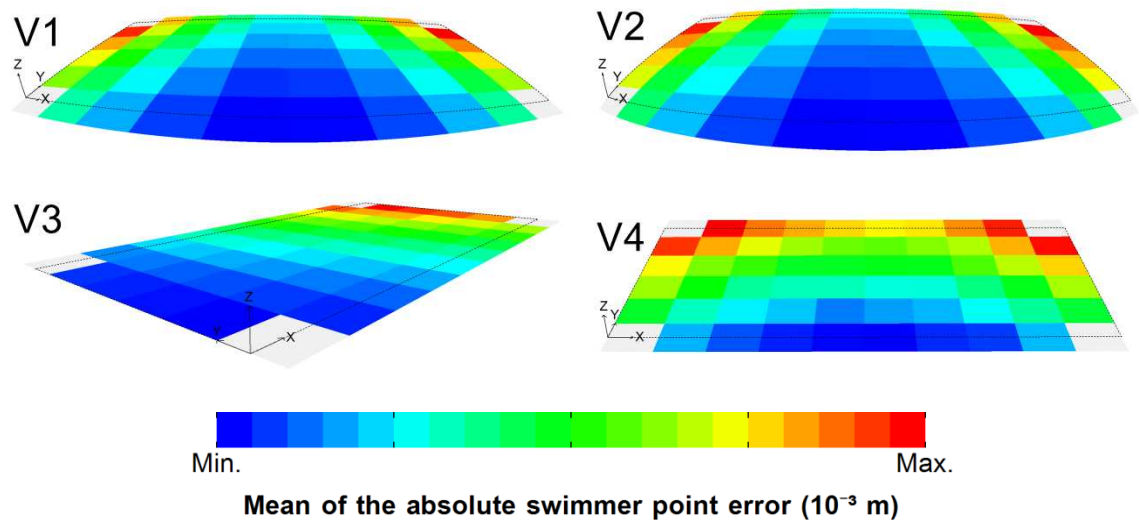 V1
Z
Y
X
V2
Z
Y
X
V3
Z
Y
X
V4
Z
Y
X
Min.
Max.
Mean of the absolute swimmer point error (10⁻³ m)